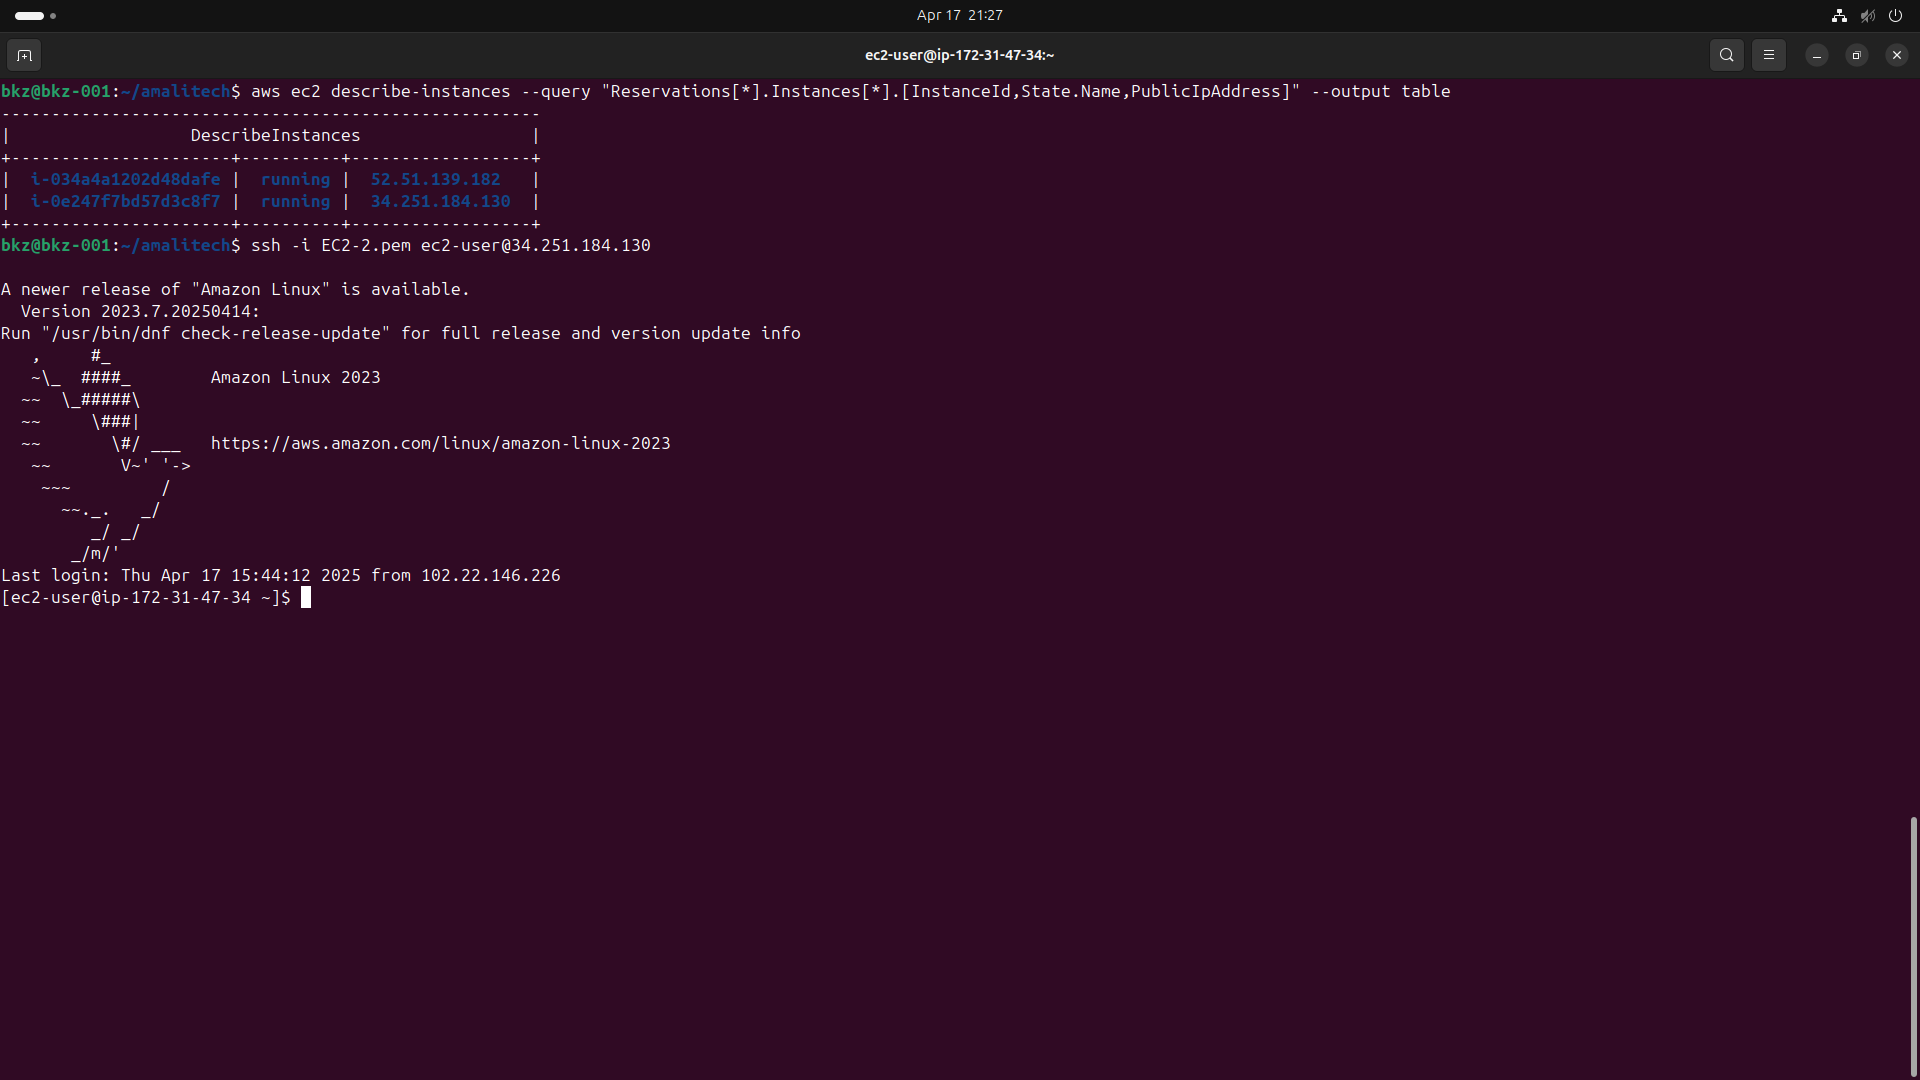 Apr 17 21:27
ec2-user@ip-172-31-47-34:~
bkz@bkz-001:~/amalitech$ aws ec2 describe-instances --query "Reservations[*].Instances[*].[InstanceId,State.Name,PublicIpAddress]" --output table
------------------------------------------------------
|                  DescribeInstances                 |
+----------------------+----------+------------------+
|  i-034a4a1202d48dafe |  running |  52.51.139.182   |
|  i-0e247f7bd57d3c8f7 |  running |  34.251.184.130  |
+----------------------+----------+------------------+
bkz@bkz-001:~/amalitech$ ssh -i EC2-2.pem ec2-user@34.251.184.130

A newer release of "Amazon Linux" is available.
  Version 2023.7.20250414:
Run "/usr/bin/dnf check-release-update" for full release and version update info
   ,     #_
   ~\_  ####_        Amazon Linux 2023
  ~~  \_#####\
  ~~     \###|
  ~~       \#/ ___   https://aws.amazon.com/linux/amazon-linux-2023
   ~~       V~' '->
    ~~~         /
      ~~._.   _/
         _/ _/
       _/m/'
Last login: Thu Apr 17 15:44:12 2025 from 102.22.146.226
[ec2-user@ip-172-31-47-34 ~]$